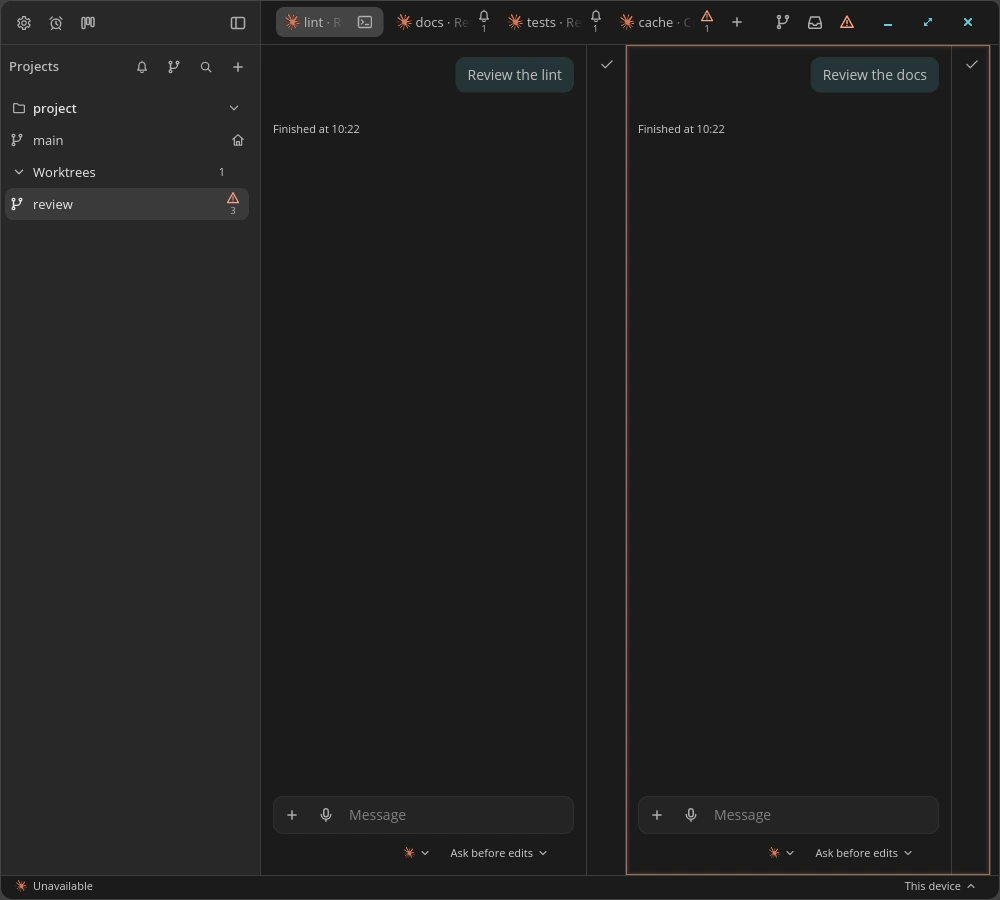 lint · R
docs · Re
1
tests · Re
1
cache · C
1
Projects
project
main
Worktrees
1
review
3
Review the lint
Finished at 10:22
Message
Ask before edits
Review the docs
Finished at 10:22
Message
Ask before edits
Unavailable
This device